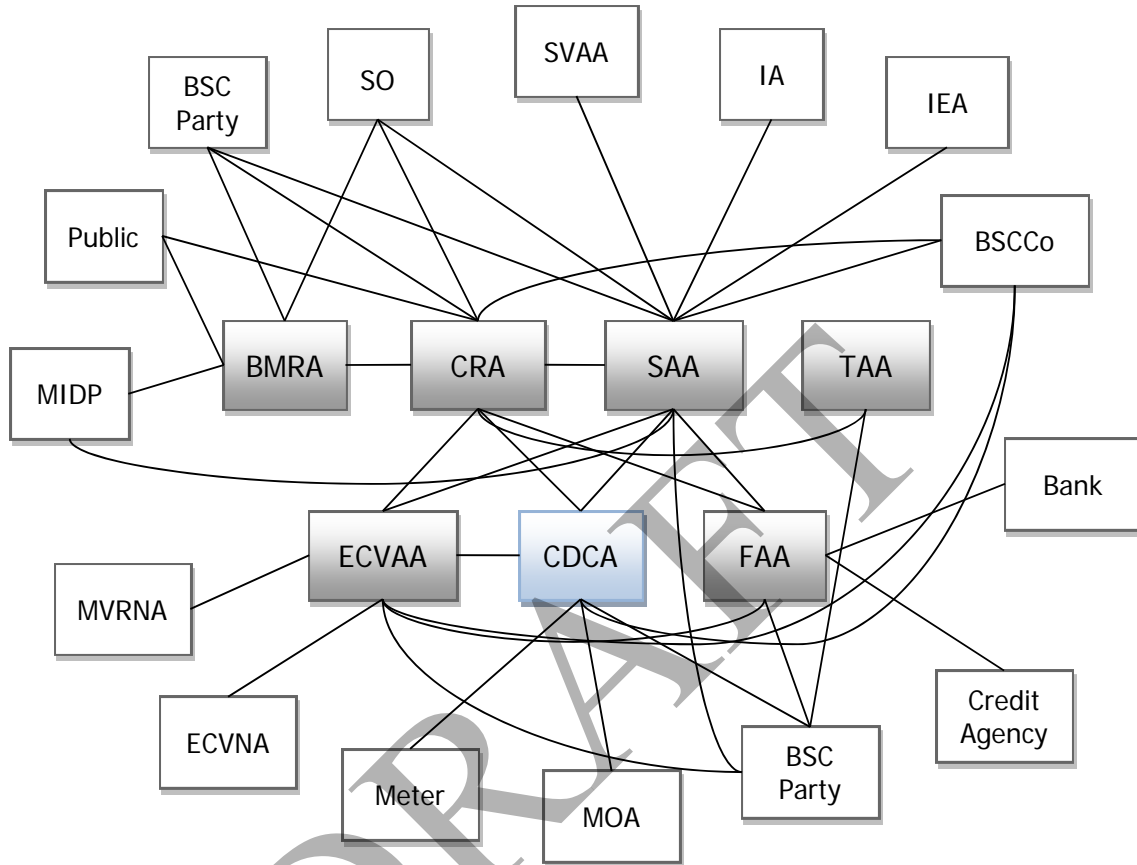 SVAA
SO
IA
BSC
Party
IEA
Public
BSCCo
BMRA
CRA
SAA
TAA
MIDP
Bank
ECVAA
CDCA
FAA
MVRNA
Credit
Agency
ECVNA
BSC
Party
Meter
MOA
DRAFT